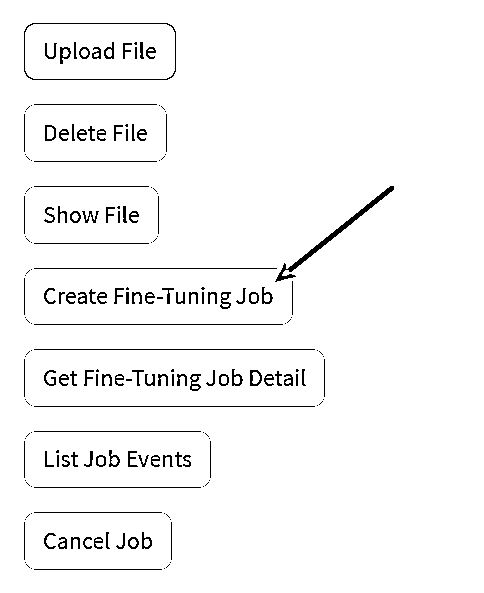 Upload File
Delete File
Show File
Create Fine-Tuning Job
Get Fine-Tuning Job Detail
List Job Events
Cancel Job